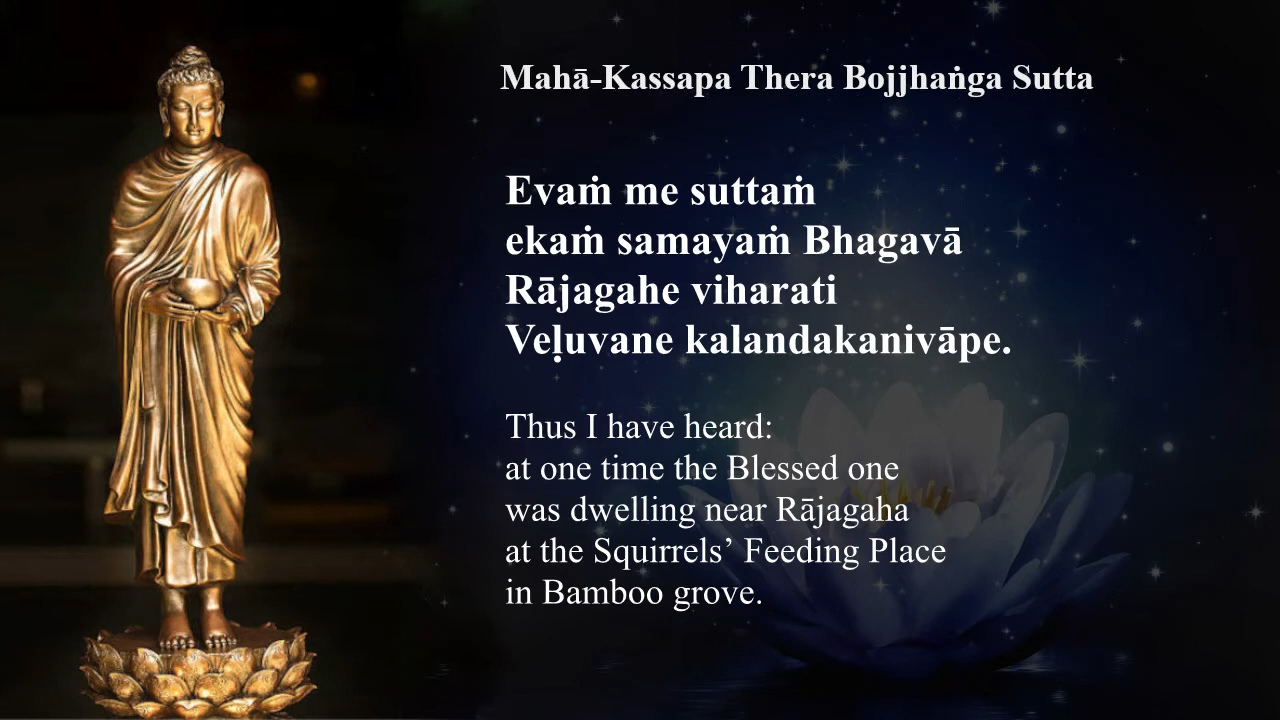 Mahā-Kassapa Thera Bojjhaṅga Sutta
Evaṁ me suttaṁ
ekaṁ samayaṁ Bhagavā
Rājagahe viharati
Veḷuvane kalandakanivāpe.
Thus I have heard:
at one time the Blessed one
was dwelling near Rājagaha
at the Squirrels’ Feeding Place
in Bamboo grove.